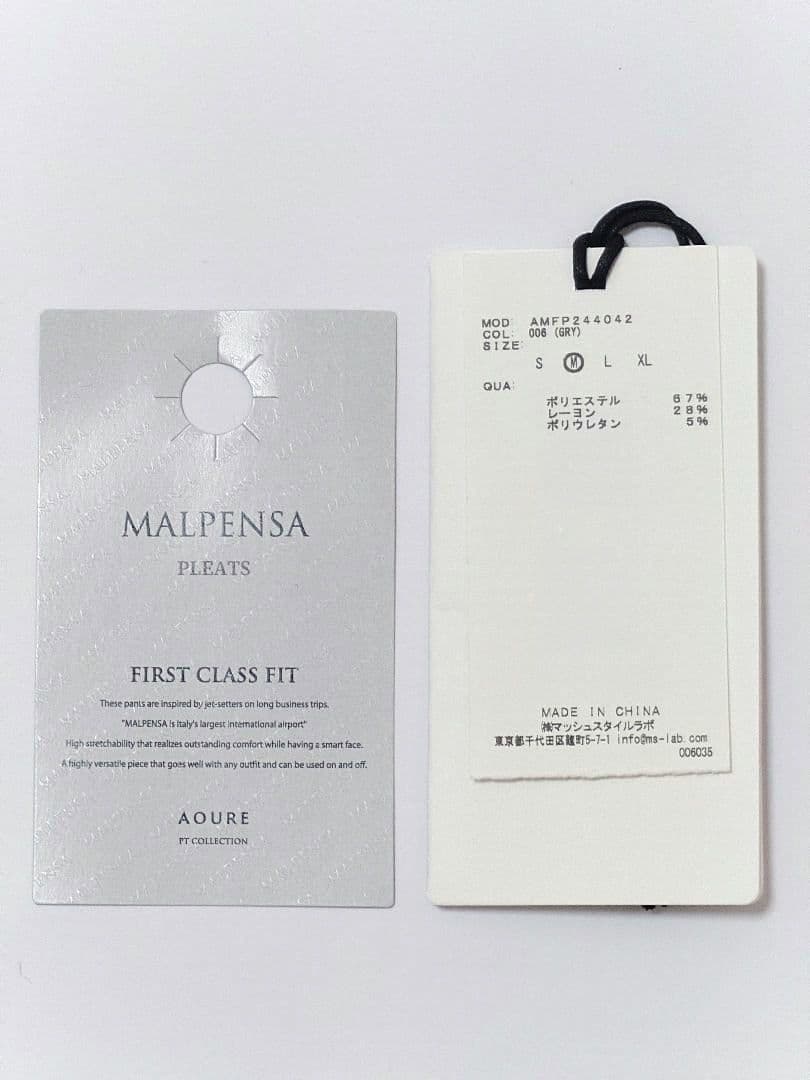 MALPENSA
PLEATS
FIRST CLASS FIT
These pants are inspired by jet-setters on long business trips.
"MALPENSA is Italy's largest international airport"
High stretchability that realizes outstanding comfort while having a smart face.
A highly versatile piece that goes well with any outfit and can be used on and off.
AOURE
PT COLLECTION
MOD: AMFP244042
COL: 006 (GRY)
SIZE:
S M L XL
QUA:
ポリエステル 67%
レーヨン 28%
ポリウレタン 5%
MADE IN CHINA
㈱マッシュスタイルラボ
東京都千代田区麹町5-7-1 info@ms-lab.com
006035